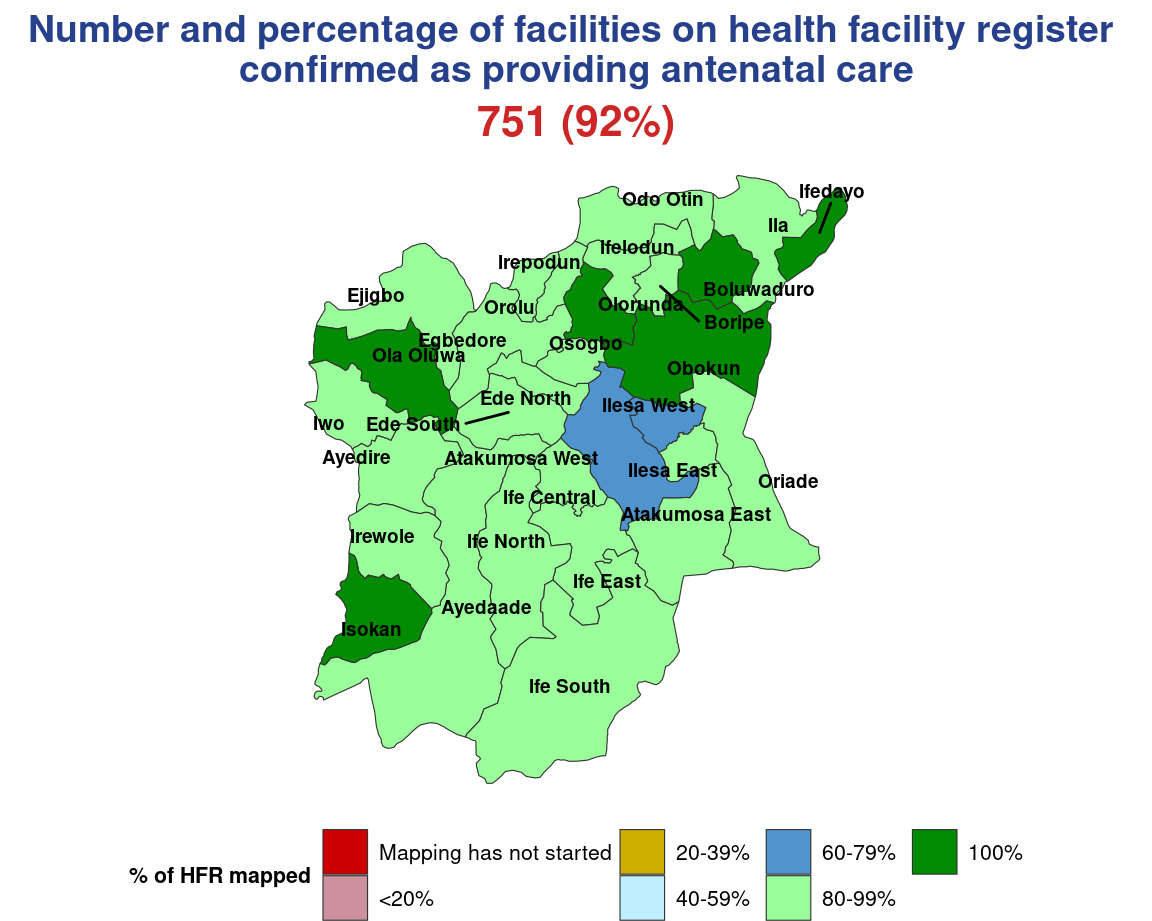 Number and percentage of facilities on health facility register
confirmed as providing antenatal care
751 (92%)
Ifedayo
Odo Otin
Ila
Ifelodun
Irepodun
Boluwaduro
Ejigbo
Olorunda
Orolu
Boripe
Egbedore
Osogbo
Ola Oluwa
Obokun
Ede North
Ilesa West
Iwo
Ede South
Ayedire
Atakumosa West
Ilesa East
Oriade
Ife Central
Atakumosa East
Irewole
Ife North
Ife East
Ayedaade
Isokan
Ife South
% of HFR mapped
Mapping has not started
<20%
20-39%
40-59%
60-79%
80-99%
100%